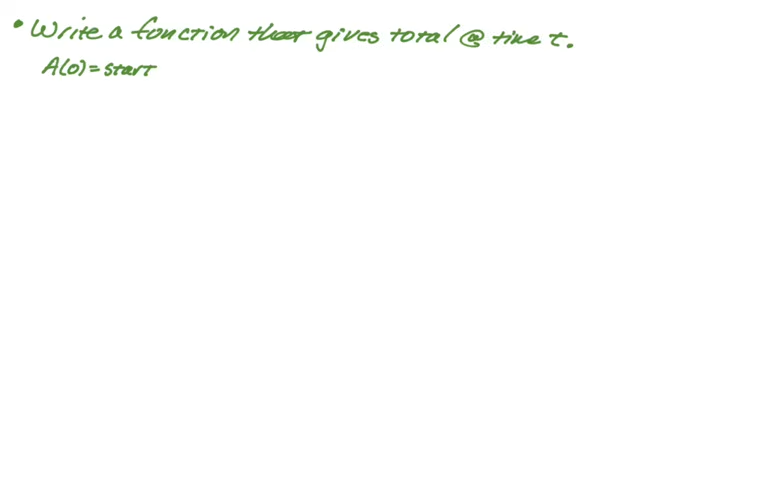 • Write a function that gives total @ time t.
A(0) = start